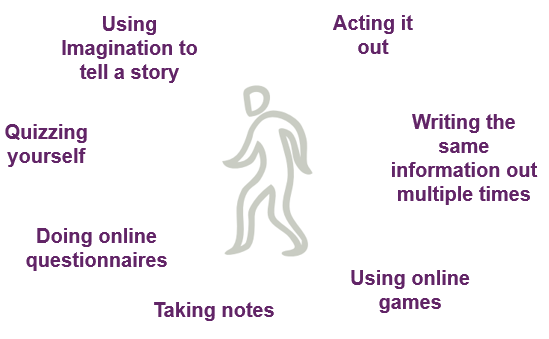 Using
Imagination to
tell a story
Acting it
out
Quizzing
yourself
Writing the
same
information out
multiple times
Doing online
questionnaires
Using online
games
Taking notes